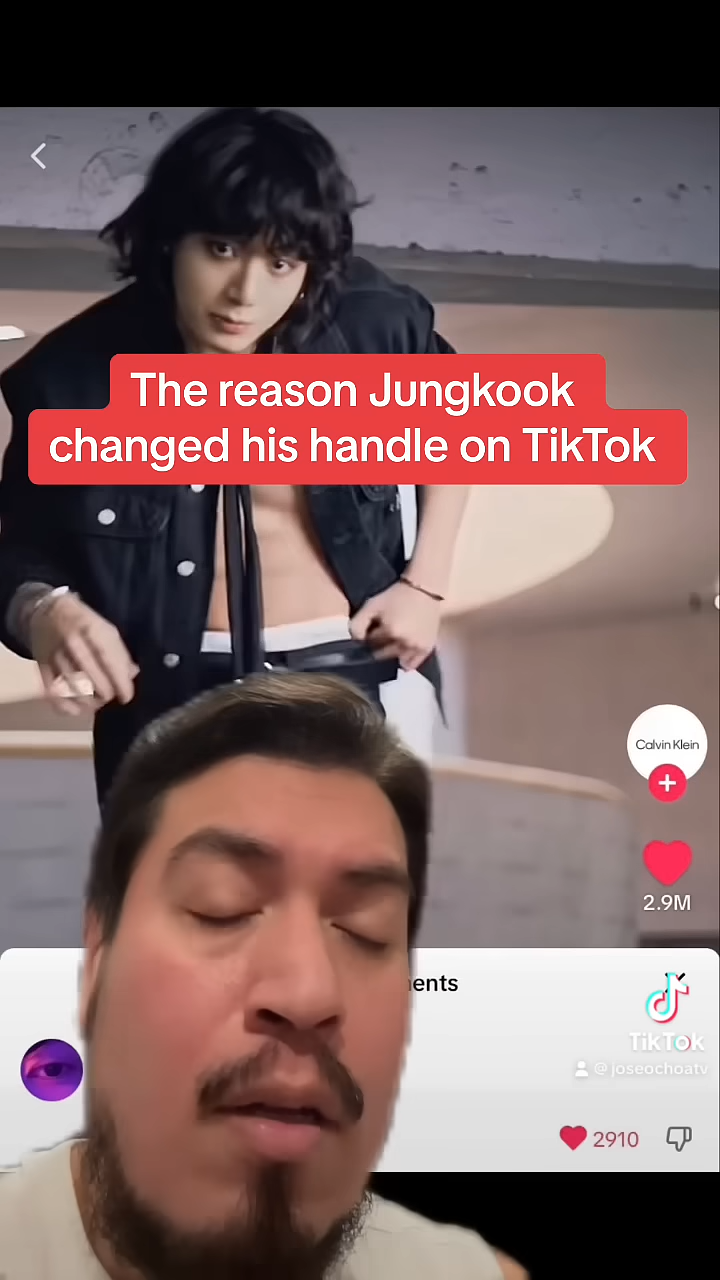 The reason Jungkook
changed his handle on TikTok
Calvin Klein
2.9M
ents
TikTok
@joseochoatv
2910